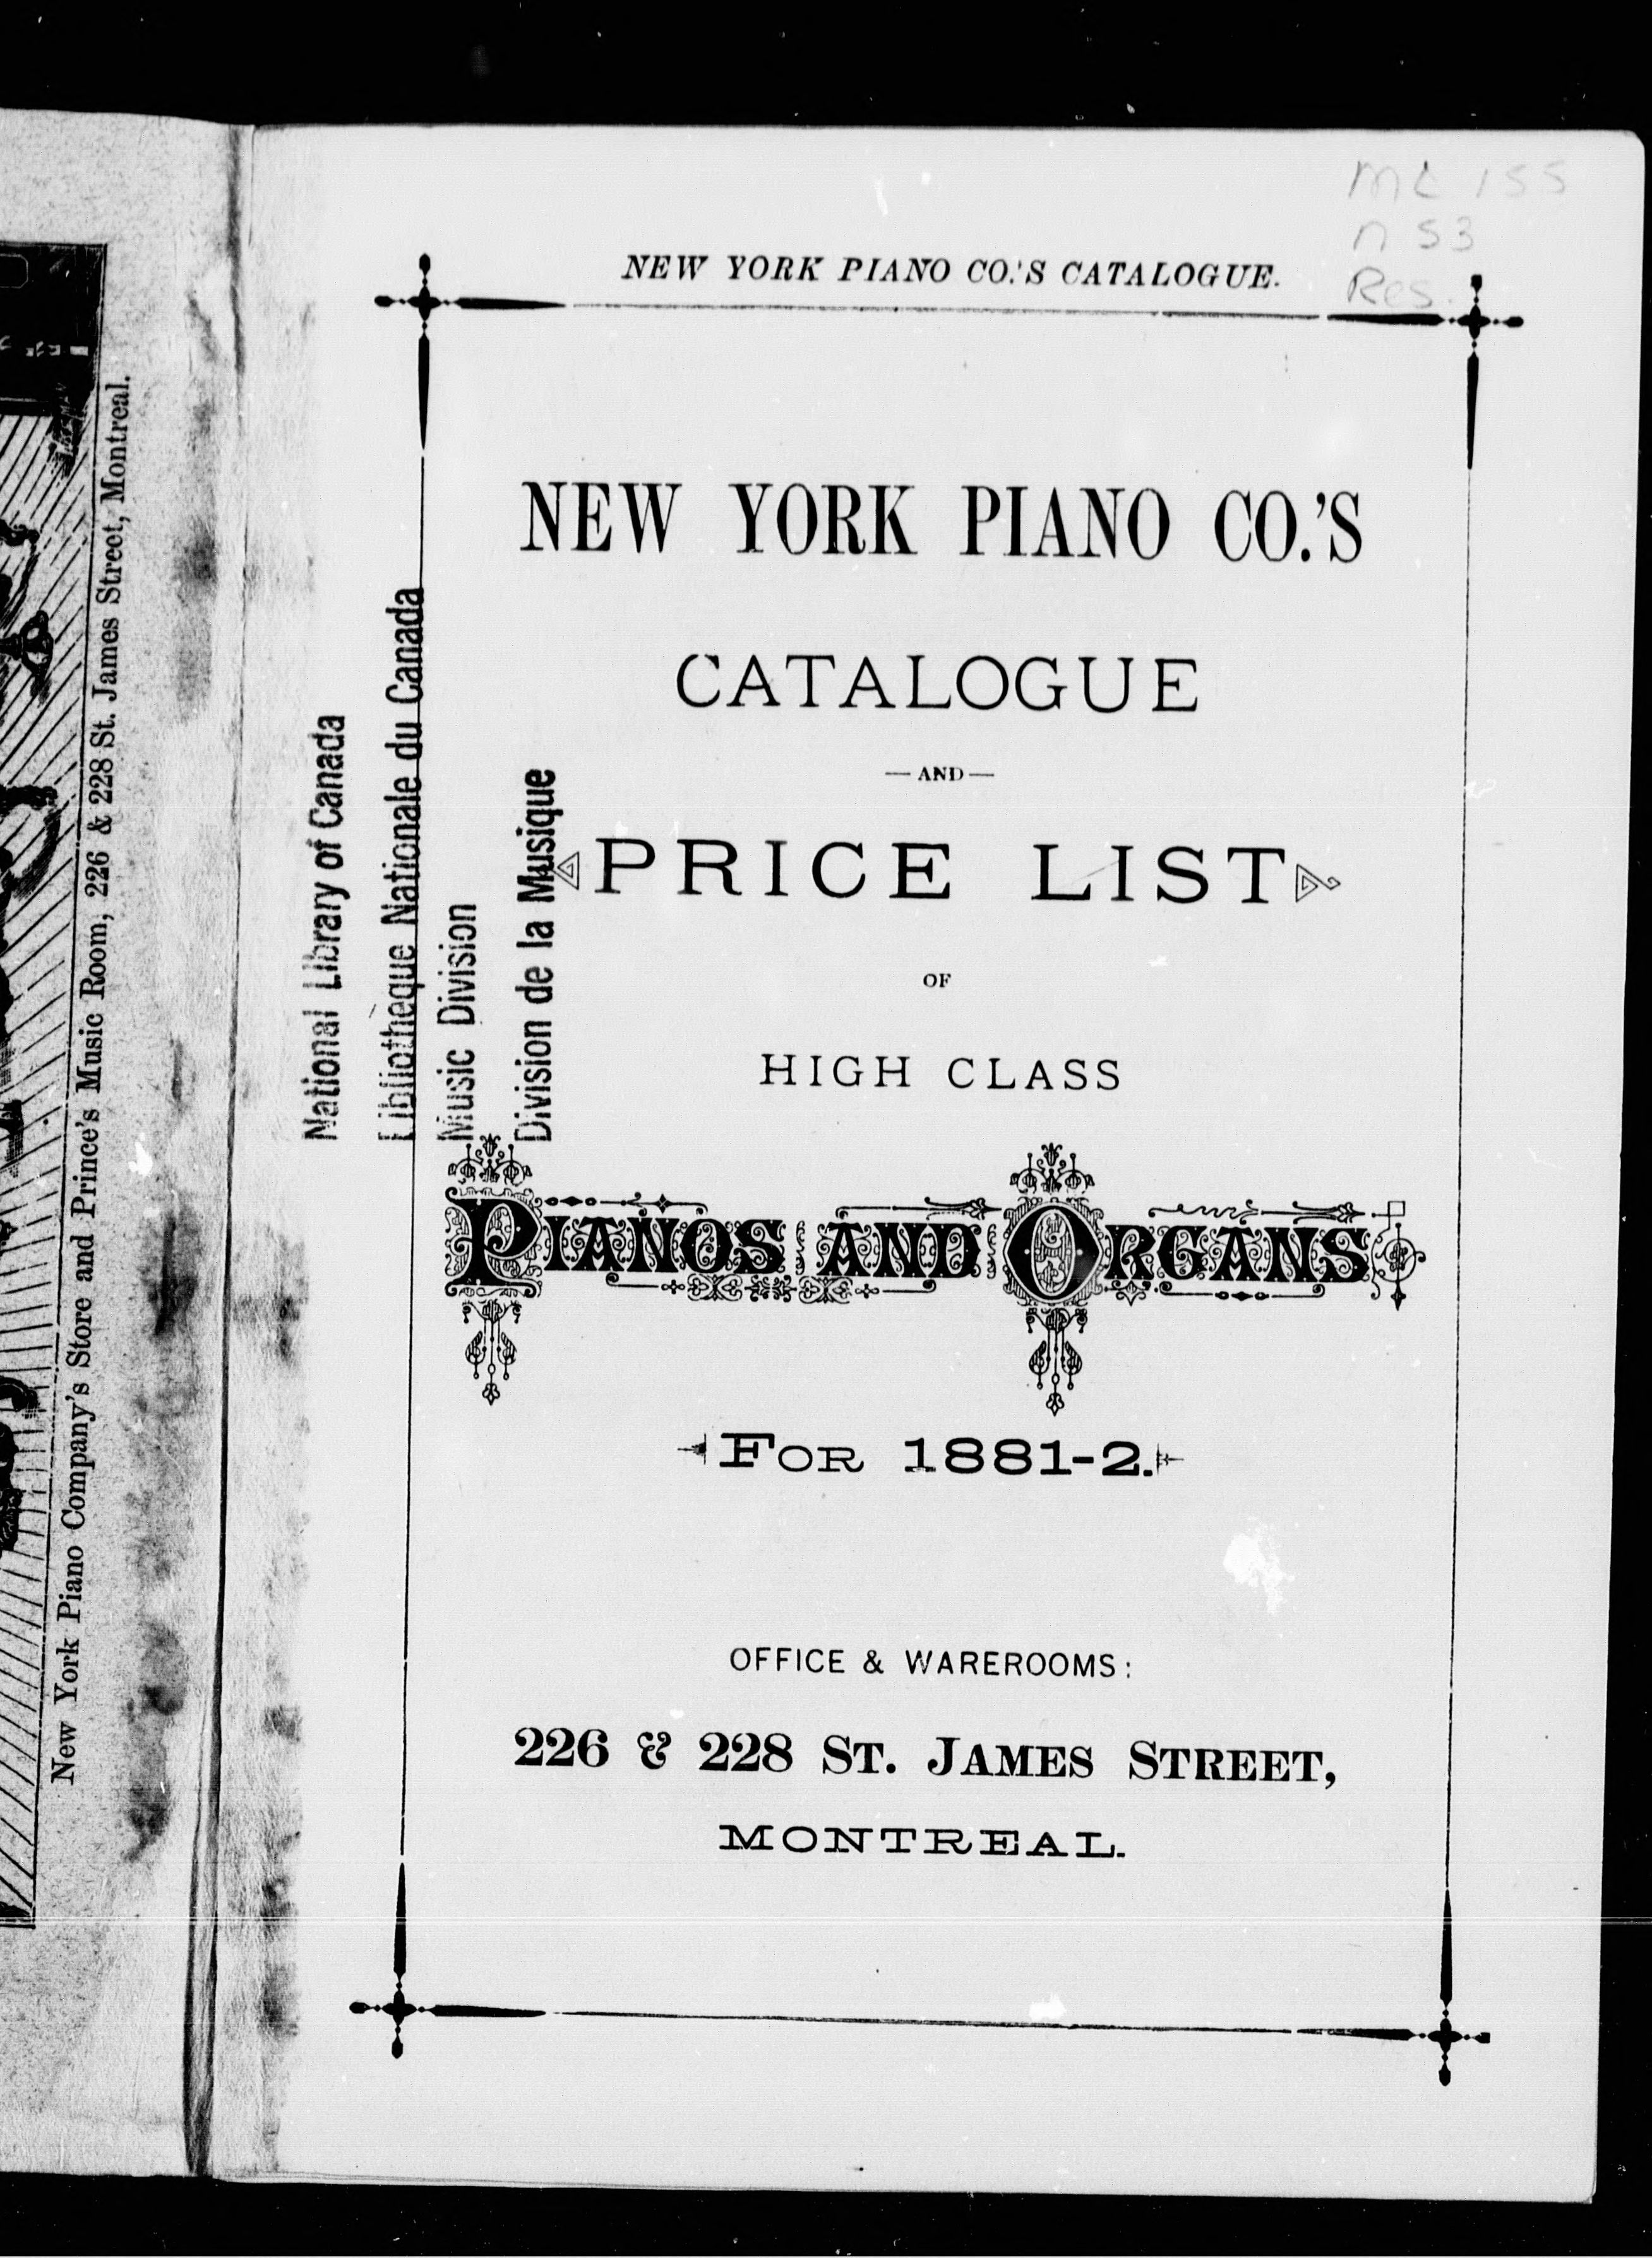 New York Piano Company's Store and Prince's Music Room, 226 & 228 St. James Street, Montreal.
ML 155
n 53
Res.
NEW YORK PIANO CO.'S CATALOGUE.
NEW YORK PIANO CO.'S
CATALOGUE
— AND —
PRICE LIST
OF
HIGH CLASS
PIANOS AND ORGANS
FOR 1881-2.
OFFICE & WAREROOMS:
226 & 228 ST. JAMES STREET,
MONTREAL.
National Library of Canada
Bibliotheque Nationale du Canada
Music Division
Division de la Musique